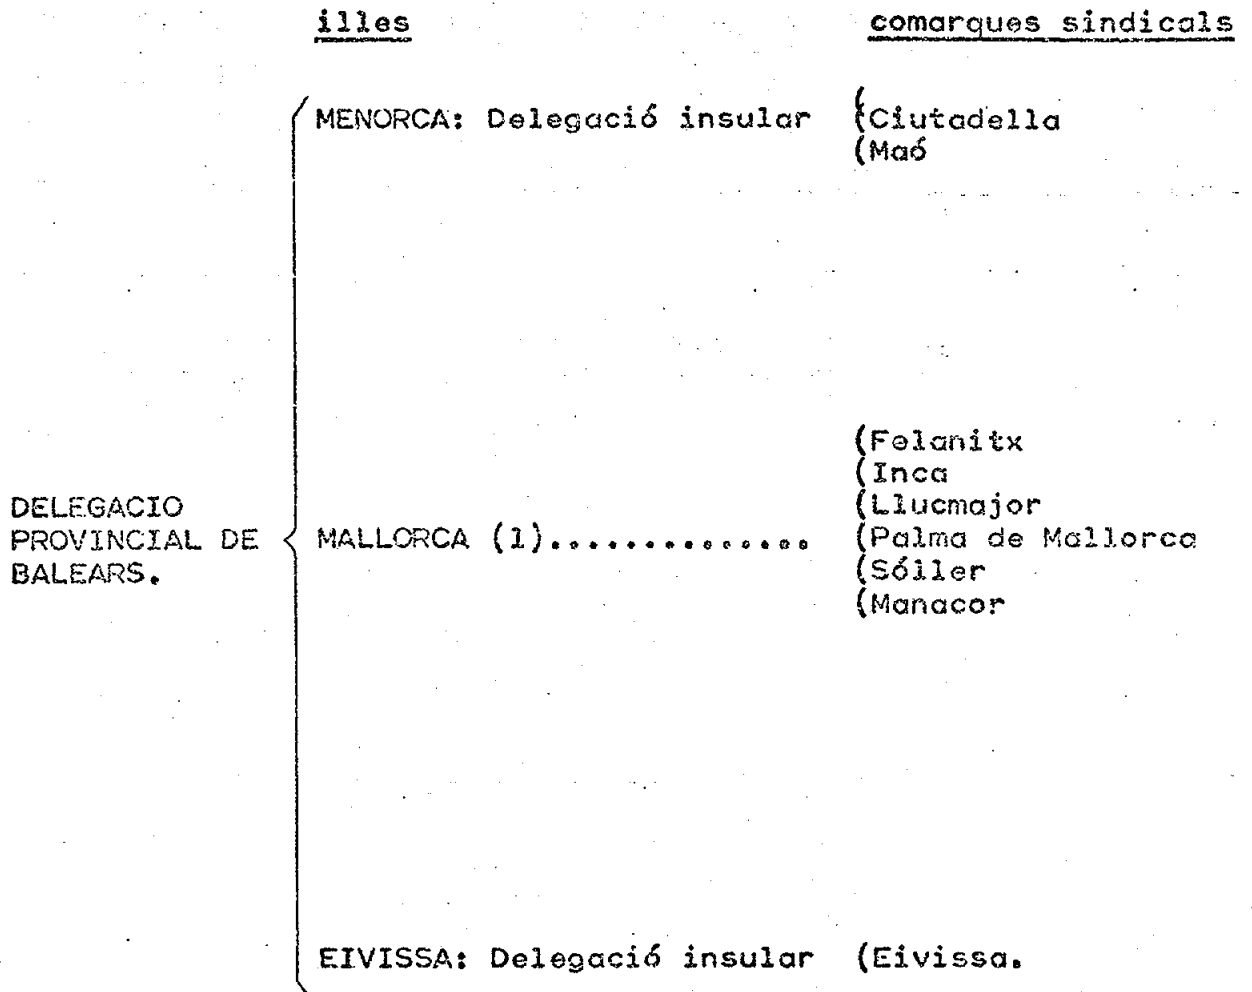 illes comarques sindicals
MENORCA: Delegació insular (Ciutadella
(Maó
(Felanitx
(Inca
DELEGACIO (Llucmajor
PROVINCIAL DE MALLORCA (1)............... (Palma de Mallorca
BALEARS. (Sóller
(Manacor
EIVISSA: Delegació insular (Eivissa.